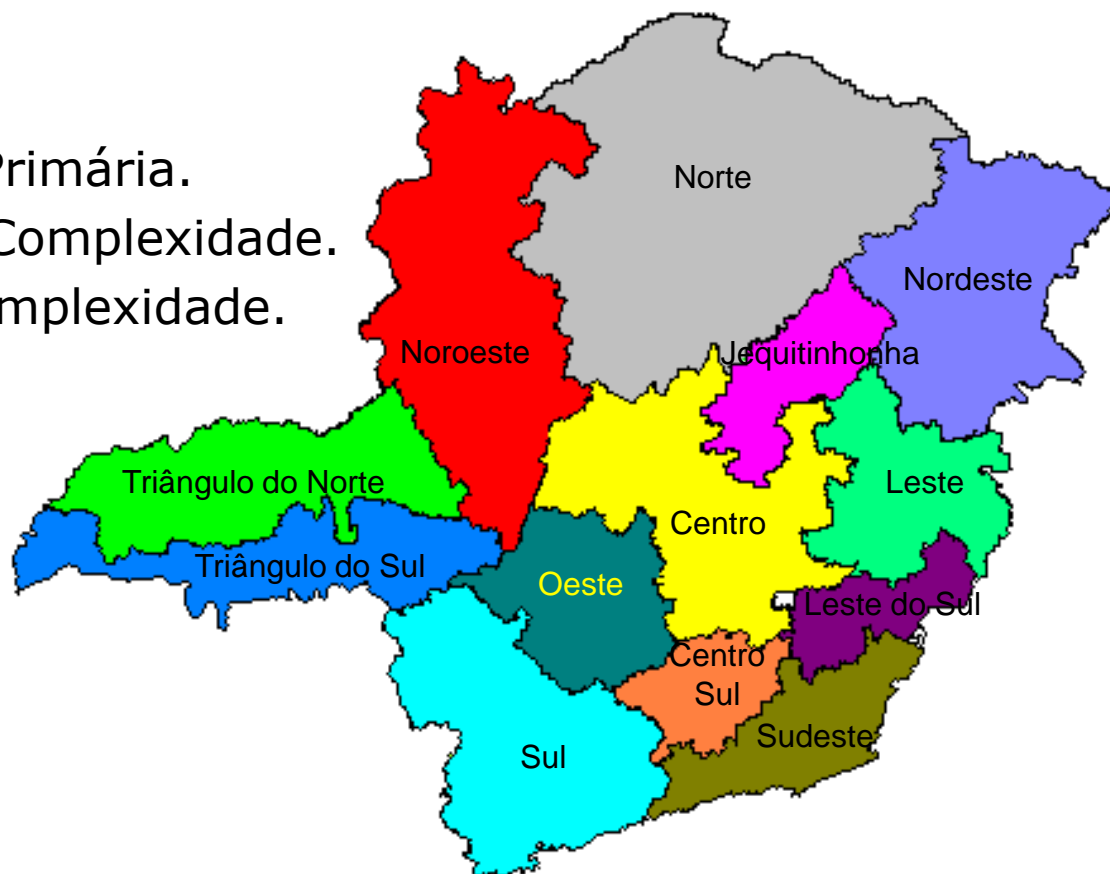 Primária.
Complexidade.
mplexidade.
Norte
Nordeste
Noroeste
Jequitinhonha
Triângulo do Norte
Leste
Centro
Triângulo do Sul
Oeste
Leste do Sul
Centro
Sul
Sudeste
Sul